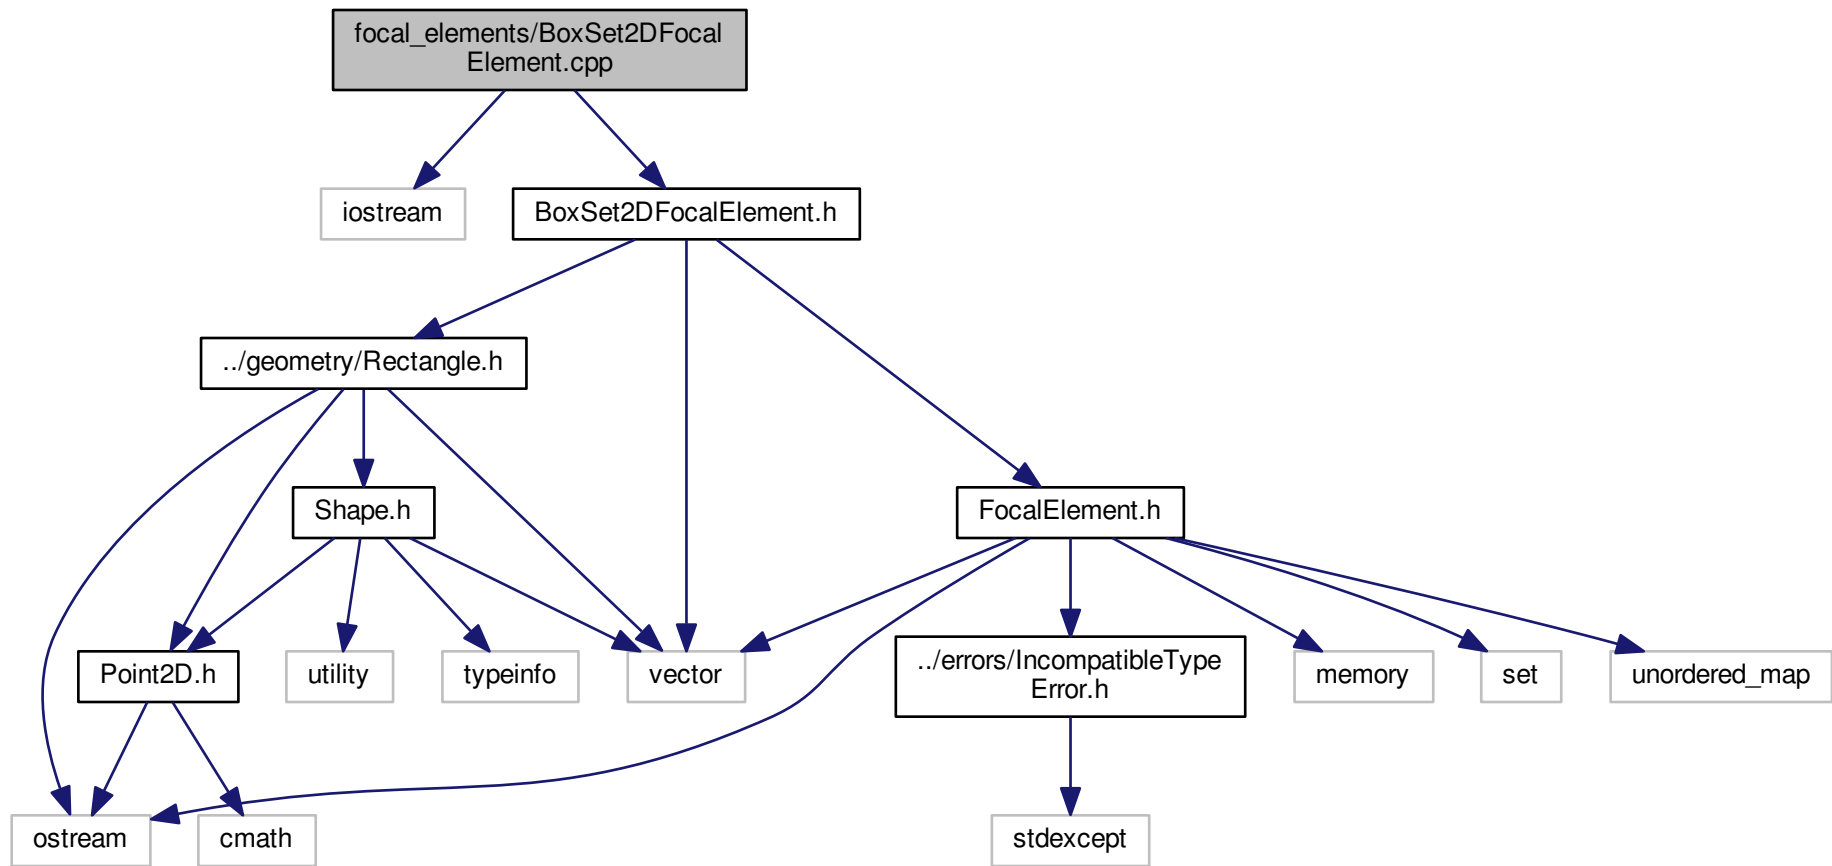 focal_elements/BoxSet2DFocal
Element.cpp
iostream
BoxSet2DFocalElement.h
../geometry/Rectangle.h
Shape.h
FocalElement.h
Point2D.h
utility
typeinfo
vector
../errors/IncompatibleType
Error.h
memory
set
unordered_map
ostream
cmath
stdexcept